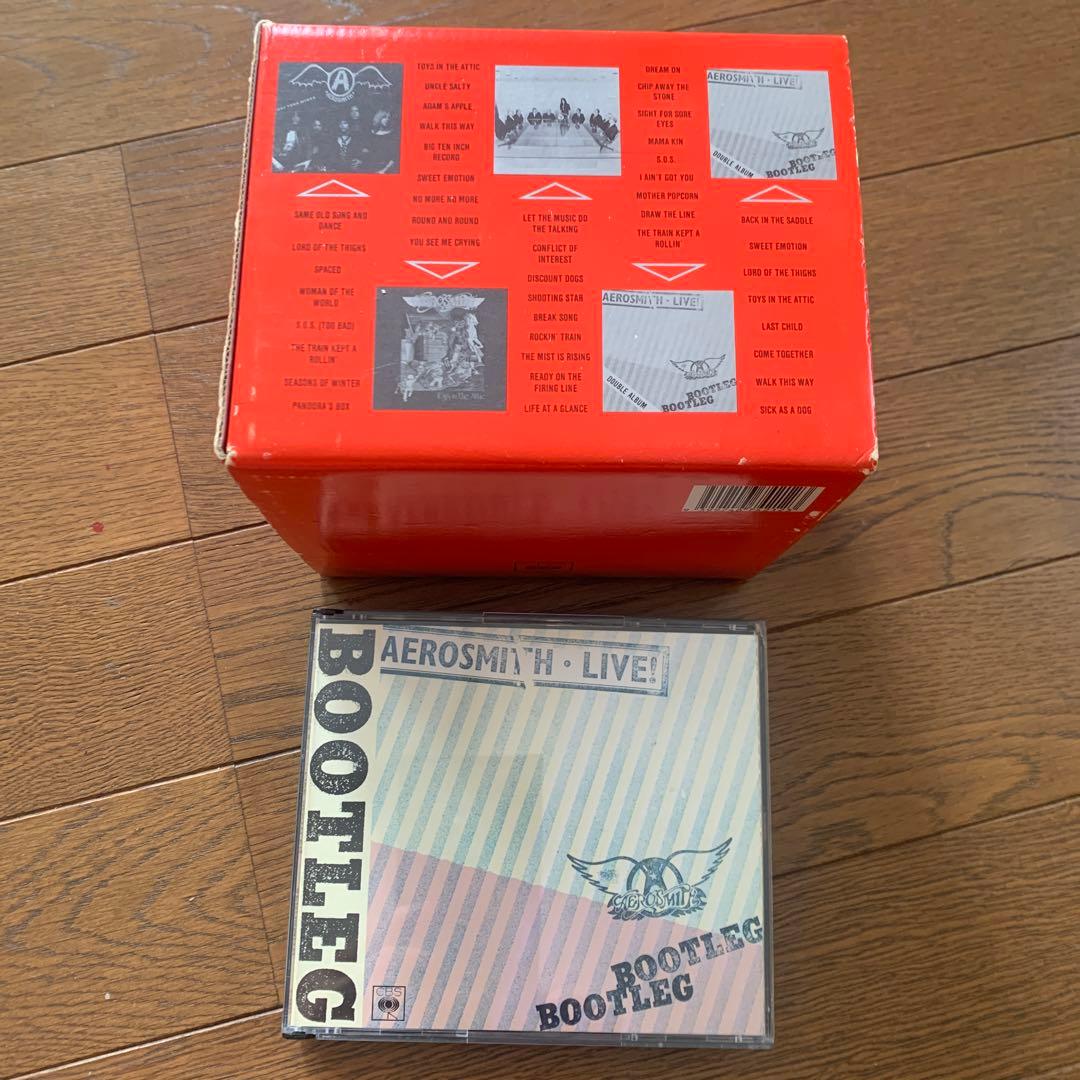 AEROSMITH
TOYS IN THE ATTIC
UNCLE SALTY
ADAM'S APPLE
WALK THIS WAY
BIG TEN INCH
RECORD
SWEET EMOTION
NO MORE NO MORE
ROUND AND ROUND
YOU SEE ME CRYING
SAME OLD SONG AND
DANCE
LORD OF THE THIGHS
SPACED
WOMAN OF THE
WORLD
S.O.S. (TOO BAD)
THE TRAIN KEPT A
ROLLIN'
SEASONS OF WINTER
PANDORA'S BOX
AEROSMITH
Toys in the Attic
LET THE MUSIC DO
THE TALKING
CONFLICT OF
INTEREST
DISCOUNT DOGS
SHOOTING STAR
BREAK SONG
ROCKIN' TRAIN
THE MIST IS RISING
READY ON THE
FIRING LINE
LIFE AT A GLANCE
DREAM ON
CHIP AWAY THE
STONE
SIGHT FOR SORE
EYES
MAMA KIN
S.O.S.
I AIN'T GOT YOU
MOTHER POPCORN
DRAW THE LINE
THE TRAIN KEPT A
ROLLIN'
AEROSMITH · LIVE!
DOUBLE ALBUM
BOOTLEG
BOOTLEG
AEROSMITH · LIVE!
DOUBLE ALBUM
BOOTLEG
BOOTLEG
BACK IN THE SADDLE
SWEET EMOTION
LORD OF THE THIGHS
TOYS IN THE ATTIC
LAST CHILD
COME TOGETHER
WALK THIS WAY
SICK AS A DOG
BOOTLEG
AEROSMITH · LIVE!
AEROSMITH
BOOTLEG
BOOTLEG
CBS